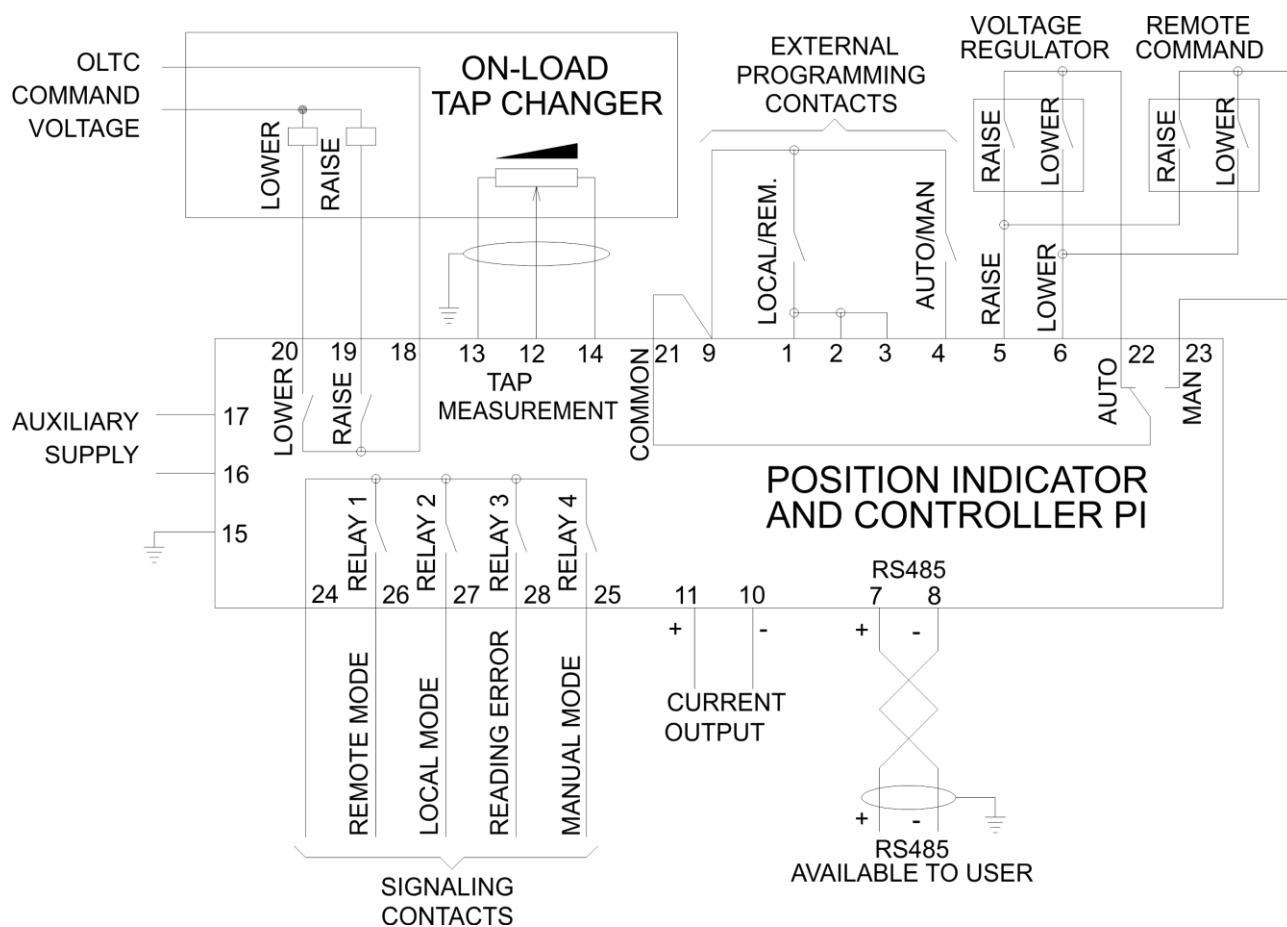 OLTC
COMMAND
VOLTAGE
ON-LOAD
TAP CHANGER
LOWER
RAISE
EXTERNAL
PROGRAMMING
CONTACTS
VOLTAGE
REGULATOR
REMOTE
COMMAND
RAISE
LOWER
RAISE
LOWER
LOCAL/REM.
AUTO/MAN
RAISE
LOWER
20
19
18
13
12
14
21
9
1
2
3
4
5
6
22
23
LOWER
RAISE
TAP
MEASUREMENT
COMMON
AUTO
MAN
AUXILIARY
SUPPLY
17
16
15
POSITION INDICATOR
AND CONTROLLER PI
RELAY 1
RELAY 2
RELAY 3
RELAY 4
24
26
27
28
25
11
10
RS485
7
8
+
-
+
-
REMOTE MODE
LOCAL MODE
READING ERROR
MANUAL MODE
CURRENT
OUTPUT
+
-
RS485
AVAILABLE TO USER
SIGNALING
CONTACTS